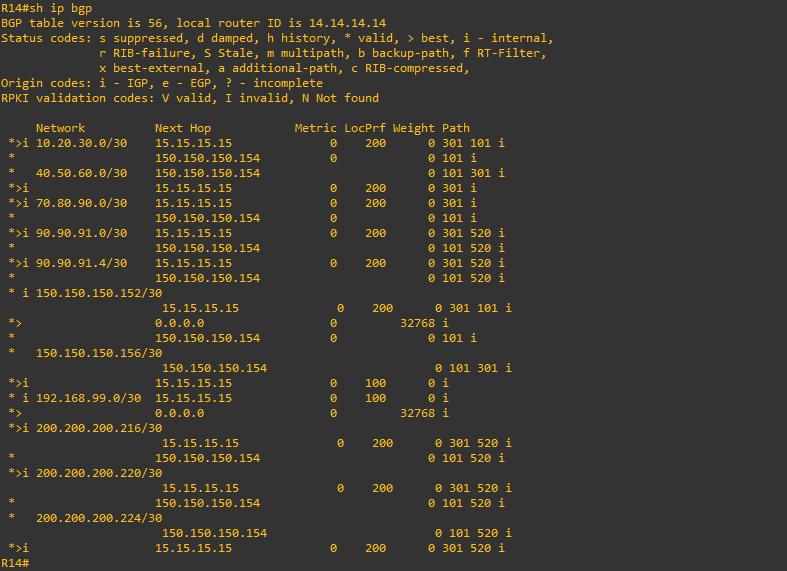 R14#sh ip bgp
BGP table version is 56, local router ID is 14.14.14.14
Status codes: s suppressed, d damped, h history, * valid, > best, i - internal,
              r RIB-failure, S Stale, m multipath, b backup-path, f RT-Filter,
              x best-external, a additional-path, c RIB-compressed,
Origin codes: i - IGP, e - EGP, ? - incomplete
RPKI validation codes: V valid, I invalid, N Not found

     Network          Next Hop            Metric LocPrf Weight Path
 *>i 10.20.30.0/30    15.15.15.15              0    200      0 301 101 i
 *                    150.150.150.154          0             0 101 i
 *   40.50.60.0/30    150.150.150.154                        0 101 301 i
 *>i                  15.15.15.15              0    200      0 301 i
 *>i 70.80.90.0/30    15.15.15.15              0    200      0 301 i
 *                    150.150.150.154          0             0 101 i
 *>i 90.90.91.0/30    15.15.15.15              0    200      0 301 520 i
 *                    150.150.150.154                        0 101 520 i
 *>i 90.90.91.4/30    15.15.15.15              0    200      0 301 520 i
 *                    150.150.150.154                        0 101 520 i
 * i 150.150.150.152/30
                       15.15.15.15              0    200      0 301 101 i
 *>                   0.0.0.0                  0         32768 i
 *                    150.150.150.154          0             0 101 i
 *   150.150.150.156/30
                       150.150.150.154                        0 101 301 i
 *>i                  15.15.15.15              0    100      0 i
 * i 192.168.99.0/30  15.15.15.15              0    100      0 i
 *>                   0.0.0.0                  0         32768 i
 *>i 200.200.200.216/30
                       15.15.15.15              0    200      0 301 520 i
 *                    150.150.150.154                        0 101 520 i
 *>i 200.200.200.220/30
                       15.15.15.15              0    200      0 301 520 i
 *                    150.150.150.154                        0 101 520 i
 *   200.200.200.224/30
                       150.150.150.154                        0 101 520 i
 *>i                  15.15.15.15              0    200      0 301 520 i
R14#